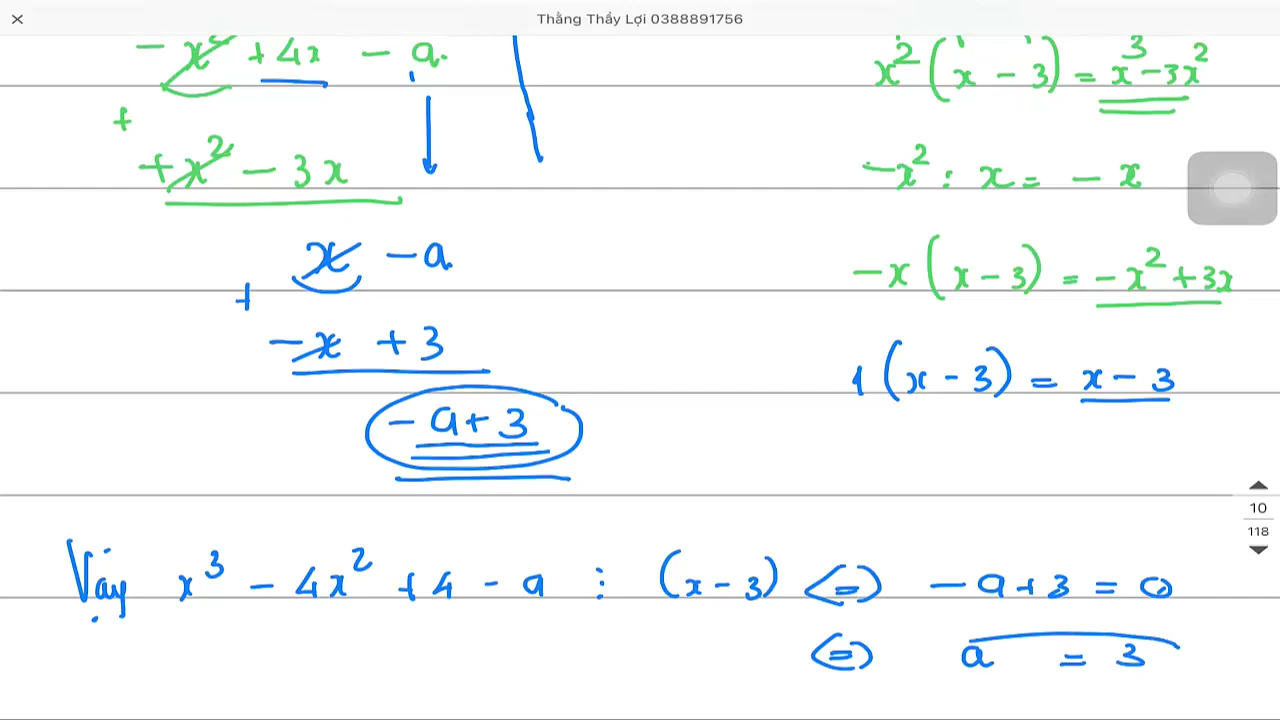 Thằng Thầy Lợi 0388891756
- x² + 4x - a
+
+ x² - 3x
x - a
+
- x + 3
- a + 3
x² (x - 3) = x³ - 3x²
- x² : x = - x
- x (x - 3) = - x² + 3x
1 (x - 3) = x - 3
10
118
Vậy x³ - 4x² + 4 - a ⋮ (x - 3) <=> - a + 3 = 0
<=> a = 3